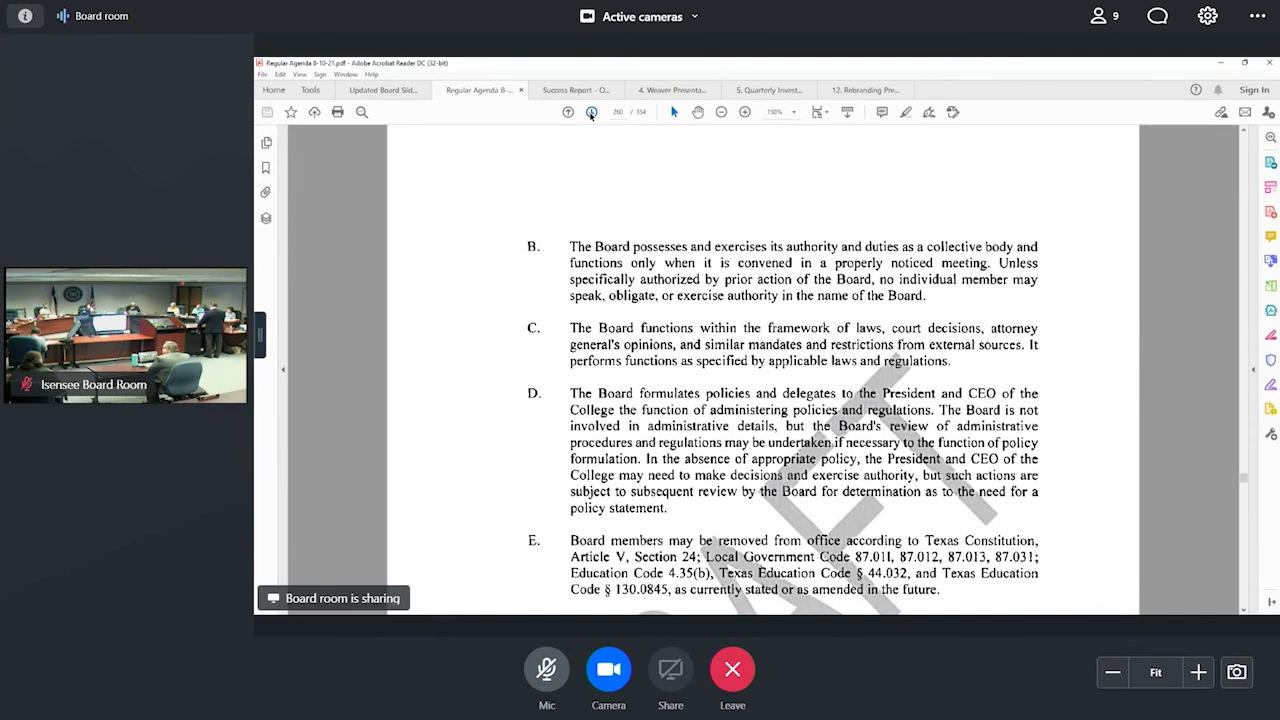 Board room
Active cameras
9
Regular Agenda 8-10-21.pdf - Adobe Acrobat Reader DC (32-bit)
File Edit View Sign Window Help
Home Tools Updated Board Slid... Regular Agenda 8-... Success Report - O... 4. Weaver Presenta... 5. Quarterly Invest... 12. Rebranding Pre... Sign In
260 / 354 150%
B. The Board possesses and exercises its authority and duties as a collective body and
functions only when it is convened in a properly noticed meeting. Unless
specifically authorized by prior action of the Board, no individual member may
speak, obligate, or exercise authority in the name of the Board.
C. The Board functions within the framework of laws, court decisions, attorney
general's opinions, and similar mandates and restrictions from external sources. It
performs functions as specified by applicable laws and regulations.
D. The Board formulates policies and delegates to the President and CEO of the
College the function of administering policies and regulations. The Board is not
involved in administrative details, but the Board's review of administrative
procedures and regulations may be undertaken if necessary to the function of policy
formulation. In the absence of appropriate policy, the President and CEO of the
College may need to make decisions and exercise authority, but such actions are
subject to subsequent review by the Board for determination as to the need for a
policy statement.
E. Board members may be removed from office according to Texas Constitution,
Article V, Section 24; Local Government Code 87.011, 87.012, 87.013, 87.031;
Education Code 4.35(b), Texas Education Code § 44.032, and Texas Education
Code § 130.0845, as currently stated or as amended in the future.
DRAFT
Isensee Board Room
Board room is sharing
Mic Camera Share Leave
Fit